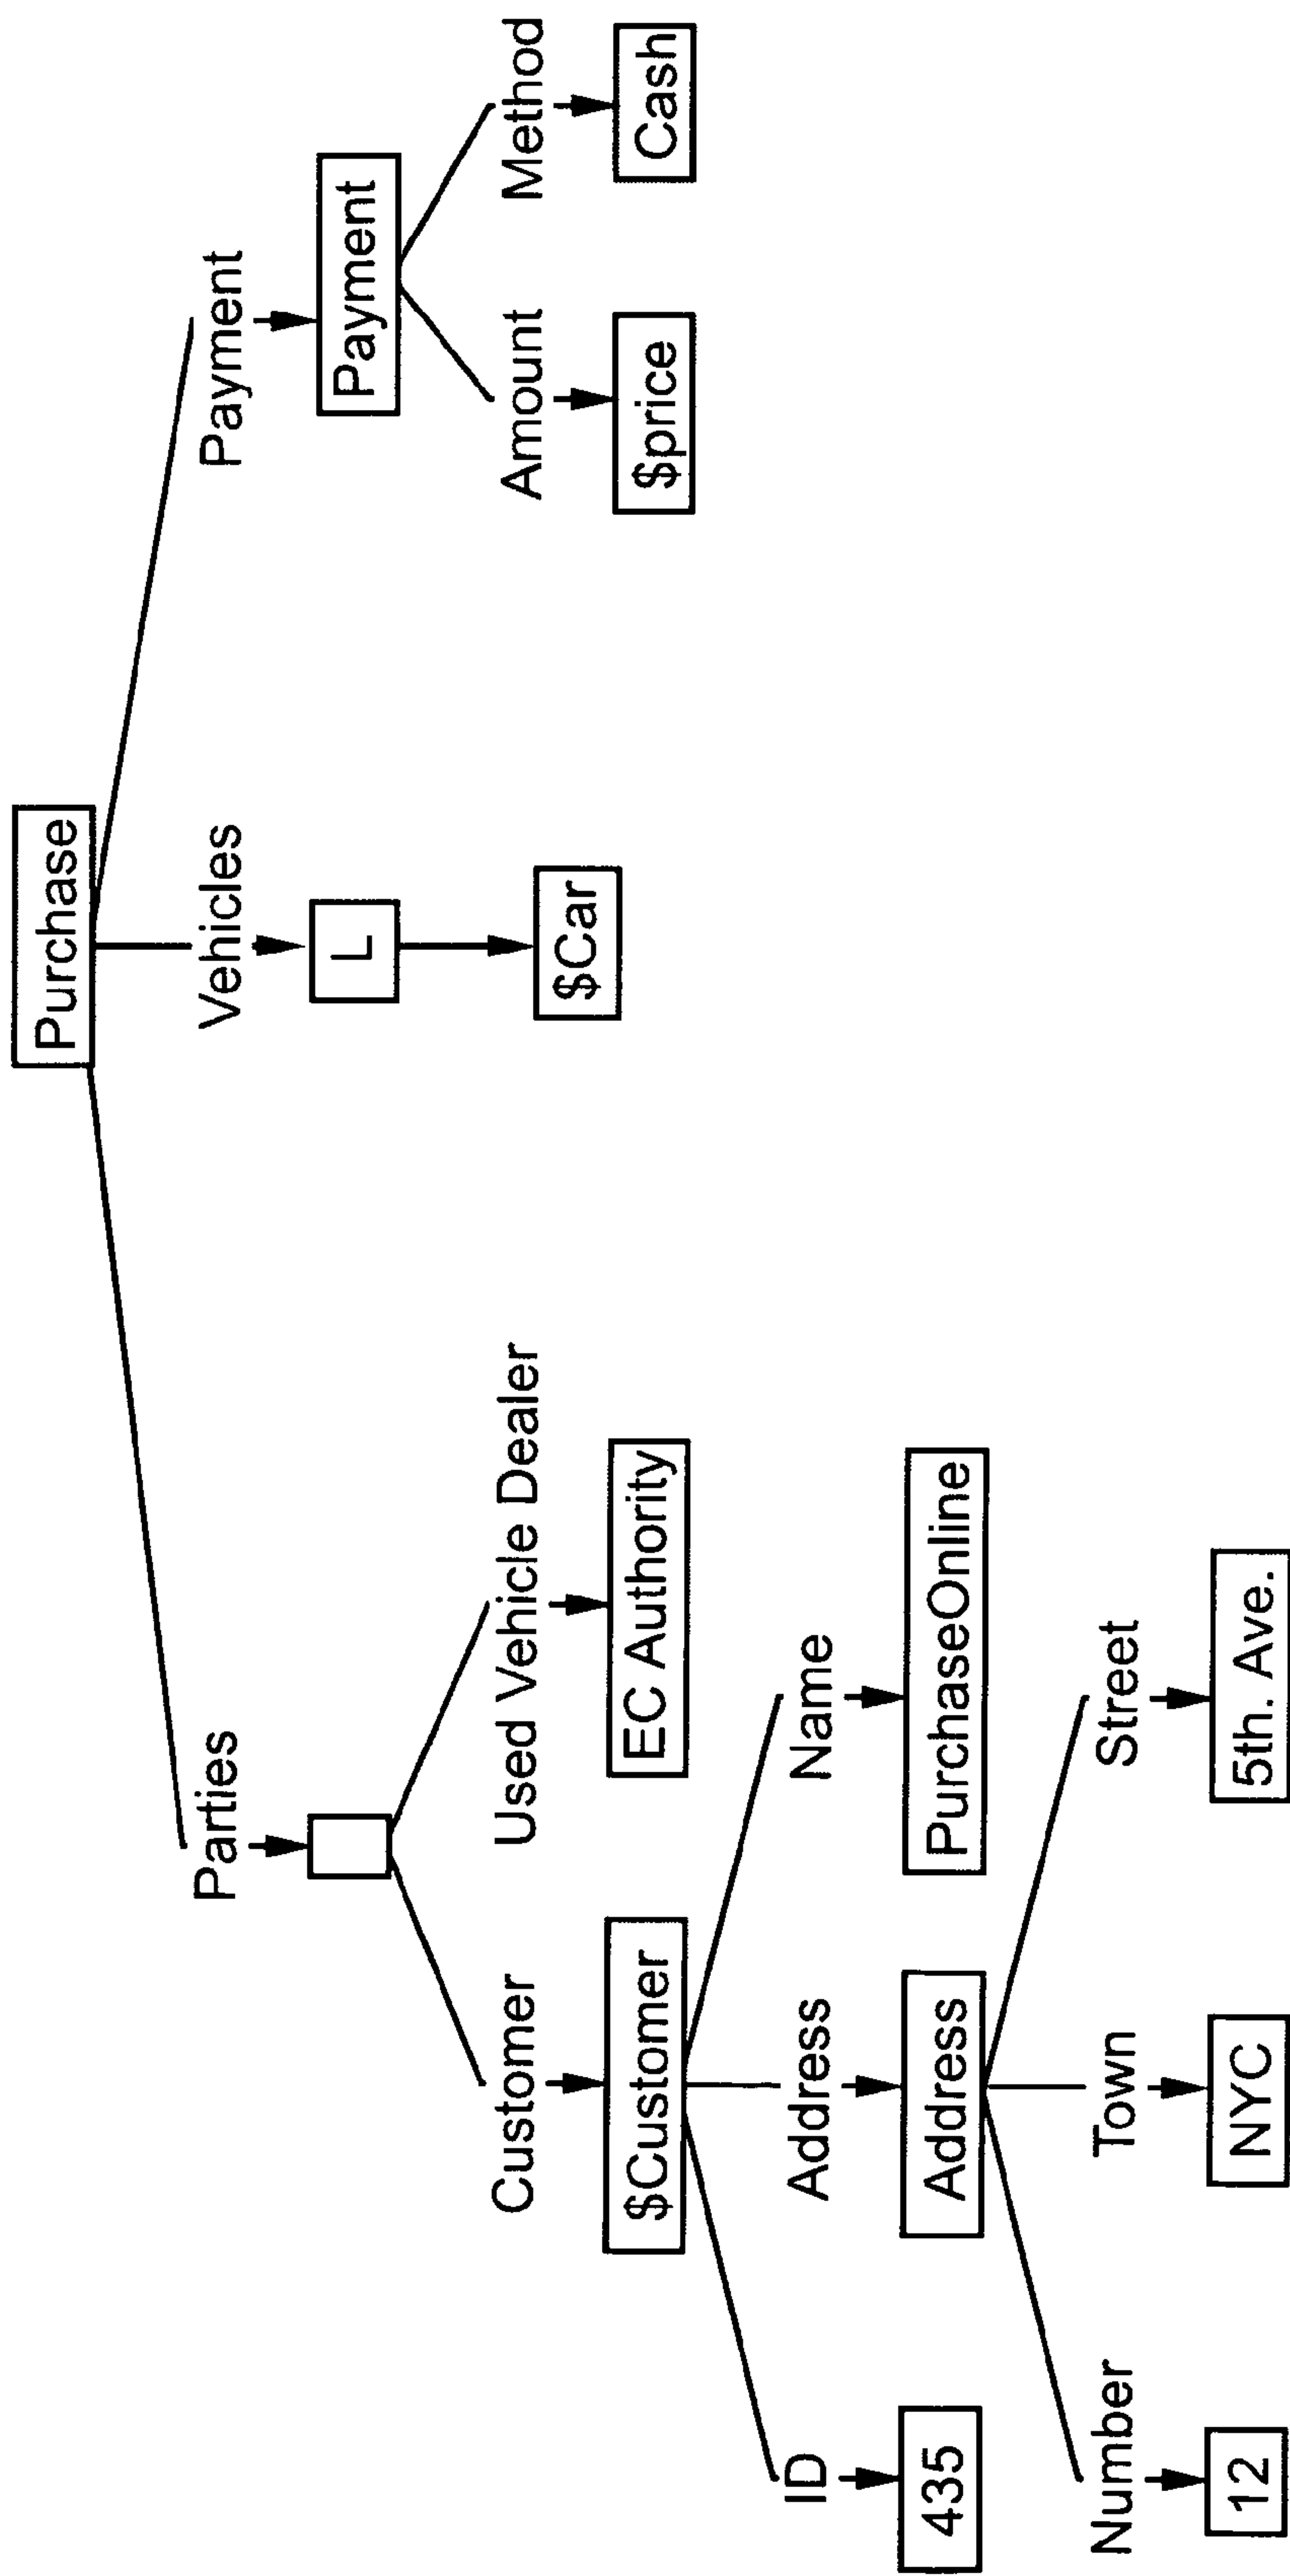 Purchase
Parties
Vehicles
Payment
L
Payment
Customer
Used Vehicle Dealer
$Car
Amount
Method
$Customer
EC Authority
$price
Cash
ID
Address
Name
435
Address
PurchaseOnline
Number
Town
Street
12
NYC
5th. Ave.